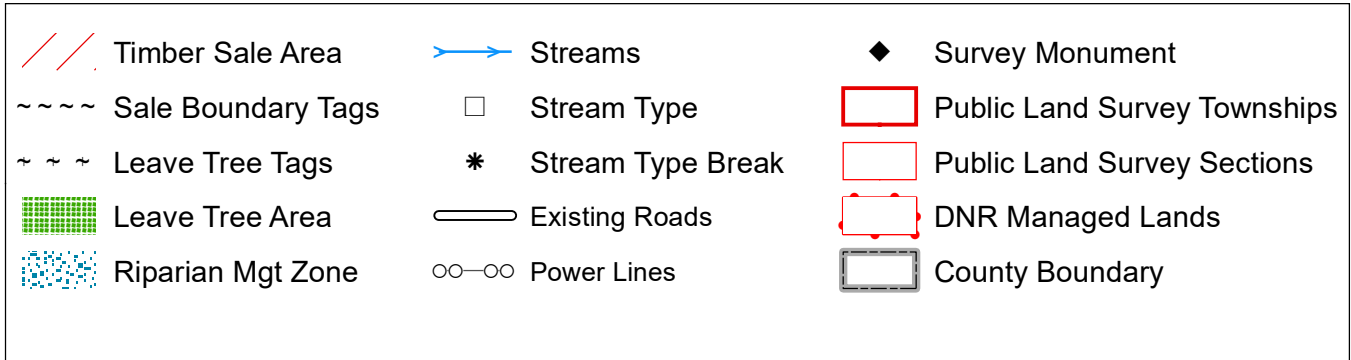 Timber Sale Area
Sale Boundary Tags
Leave Tree Tags
Leave Tree Area
Riparian Mgt Zone
Streams
Stream Type
Stream Type Break
Existing Roads
Power Lines
Survey Monument
Public Land Survey Townships
Public Land Survey Sections
DNR Managed Lands
County Boundary